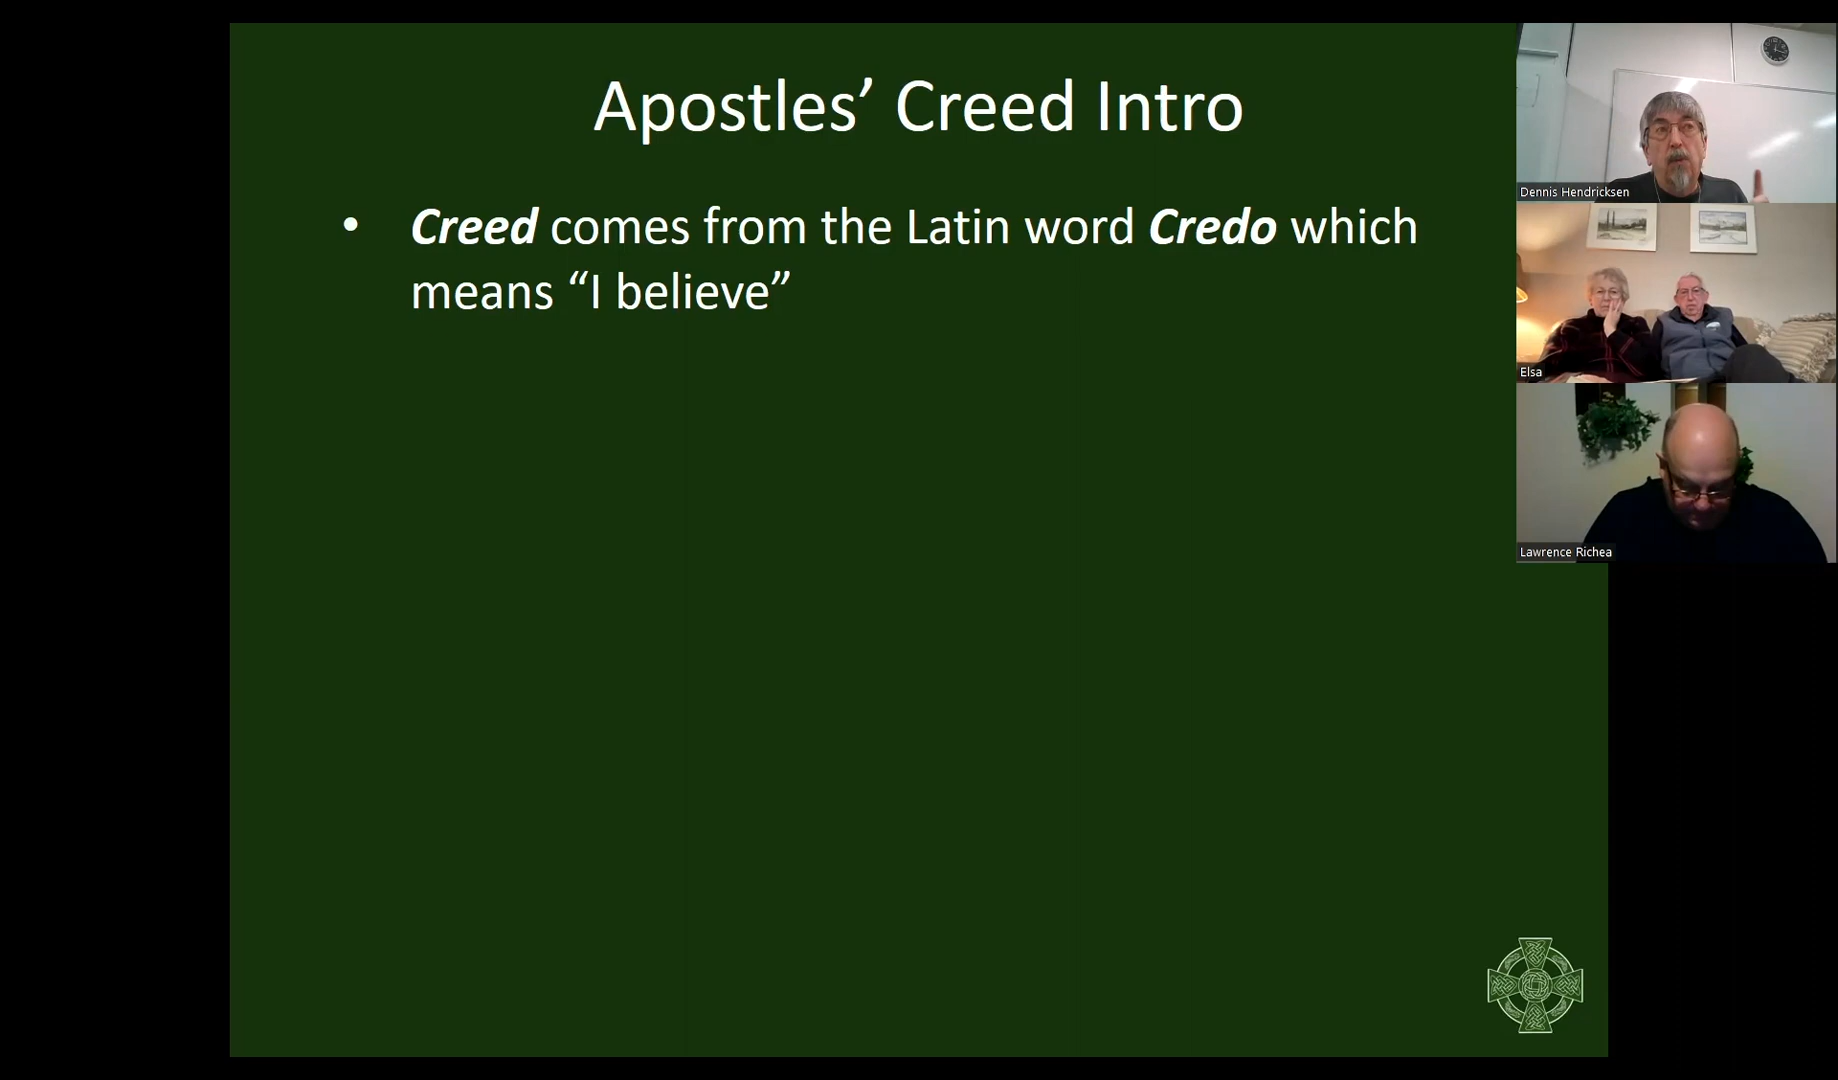 Apostles’ Creed Intro
• Creed comes from the Latin word Credo which
means “I believe”
Dennis Hendricksen
Elsa
Lawrence Richea